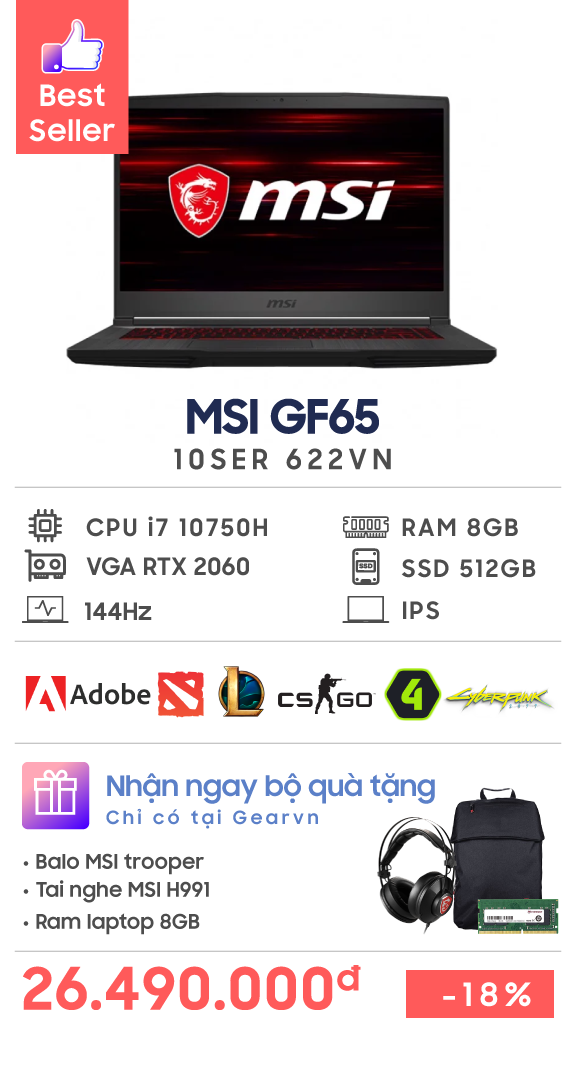 Best
Seller
msi
msi
MSI GF65
10SER 622VN
CPU i7 10750H
RAM 8GB
VGA RTX 2060
SSD
SSD 512GB
144Hz
IPS
Adobe
CS GO
4
Cyberpunk
Nhận ngay bộ quà tặng
Chỉ có tại Gearvn
• Balo MSI trooper
• Tai nghe MSI H991
• Ram laptop 8GB
26.490.000đ
-18%